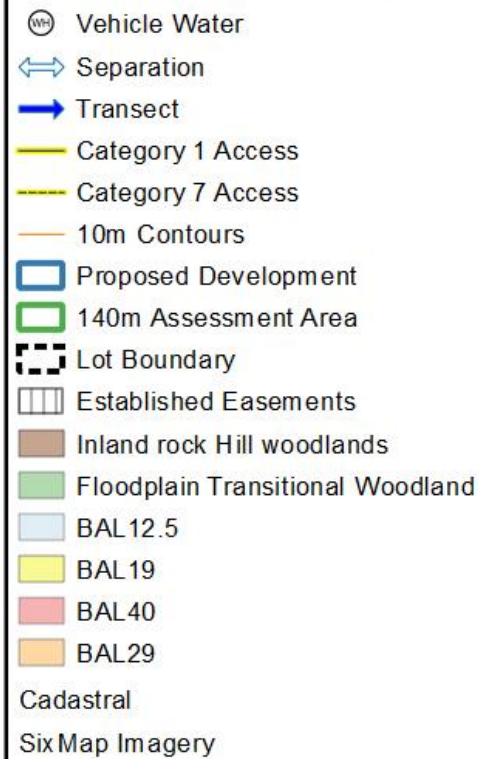 WH Vehicle Water
Separation
Transect
Category 1 Access
Category 7 Access
10m Contours
Proposed Development
140m Assessment Area
Lot Boundary
Established Easements
Inland rock Hill woodlands
Floodplain Transitional Woodland
BAL12.5
BAL19
BAL40
BAL29
Cadastral
SixMap Imagery